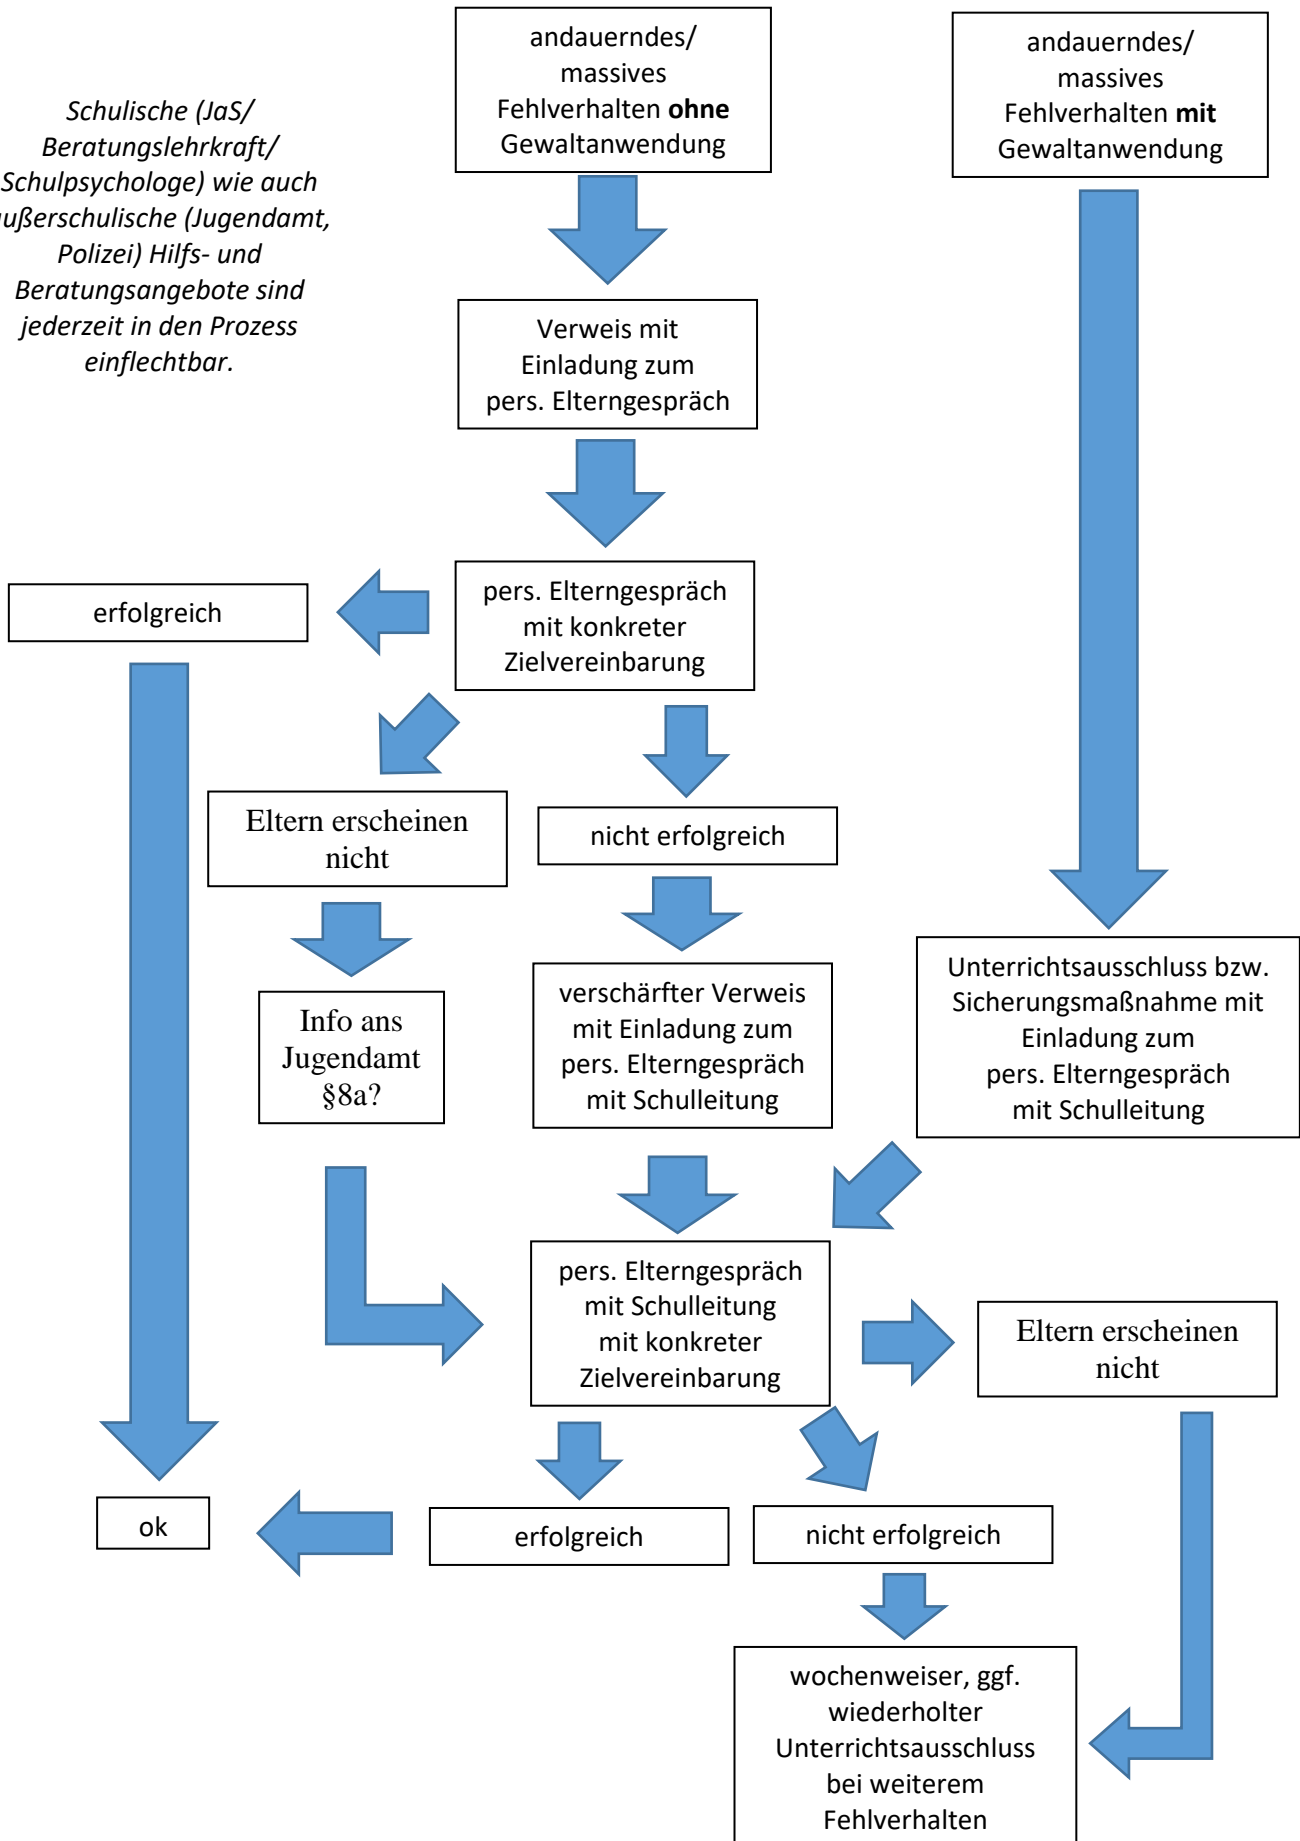 andauerndes/
massives
Fehlverhalten ohne
Gewaltanwendung
andauerndes/
massives
Fehlverhalten mit
Gewaltanwendung
Schulische (JaS/
Beratungslehrkraft/
Schulpsychologe) wie auch
ußerschulische (Jugendamt,
Polizei) Hilfs- und
Beratungsangebote sind
jederzeit in den Prozess
einflechtbar.
Verweis mit
Einladung zum
pers. Elterngespräch
pers. Elterngespräch
mit konkreter
Zielvereinbarung
erfolgreich
Eltern erscheinen
nicht
nicht erfolgreich
Info ans
Jugendamt
§8a?
verschärfter Verweis
mit Einladung zum
pers. Elterngespräch
mit Schulleitung
Unterrichtsausschluss bzw.
Sicherungsmaßnahme mit
Einladung zum
pers. Elterngespräch
mit Schulleitung
pers. Elterngespräch
mit Schulleitung
mit konkreter
Zielvereinbarung
Eltern erscheinen
nicht
ok
erfolgreich
nicht erfolgreich
wochenweiser, ggf.
wiederholter
Unterrichtsausschluss
bei weiterem
Fehlverhalten